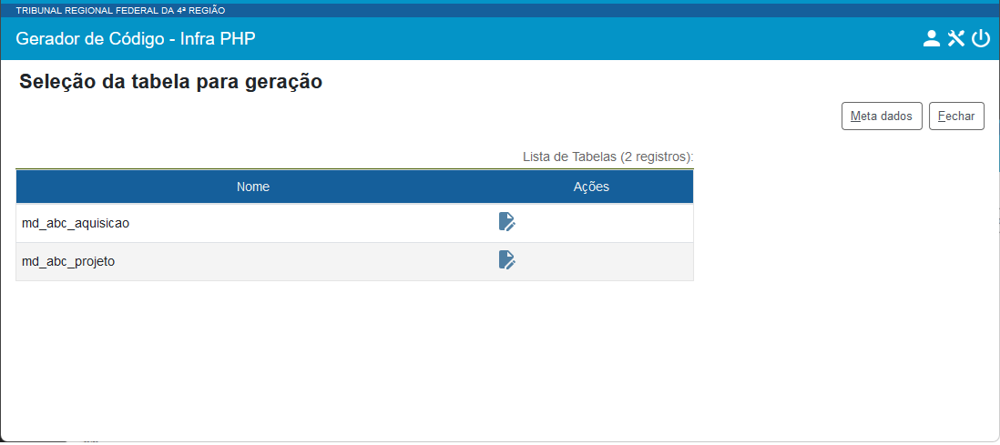 TRIBUNAL REGIONAL FEDERAL DA 4ª REGIÃO
Gerador de Código - Infra PHP
Seleção da tabela para geração
Meta dados Fechar
Lista de Tabelas (2 registros):
Nome Ações
md_abc_aquisicao
md_abc_projeto